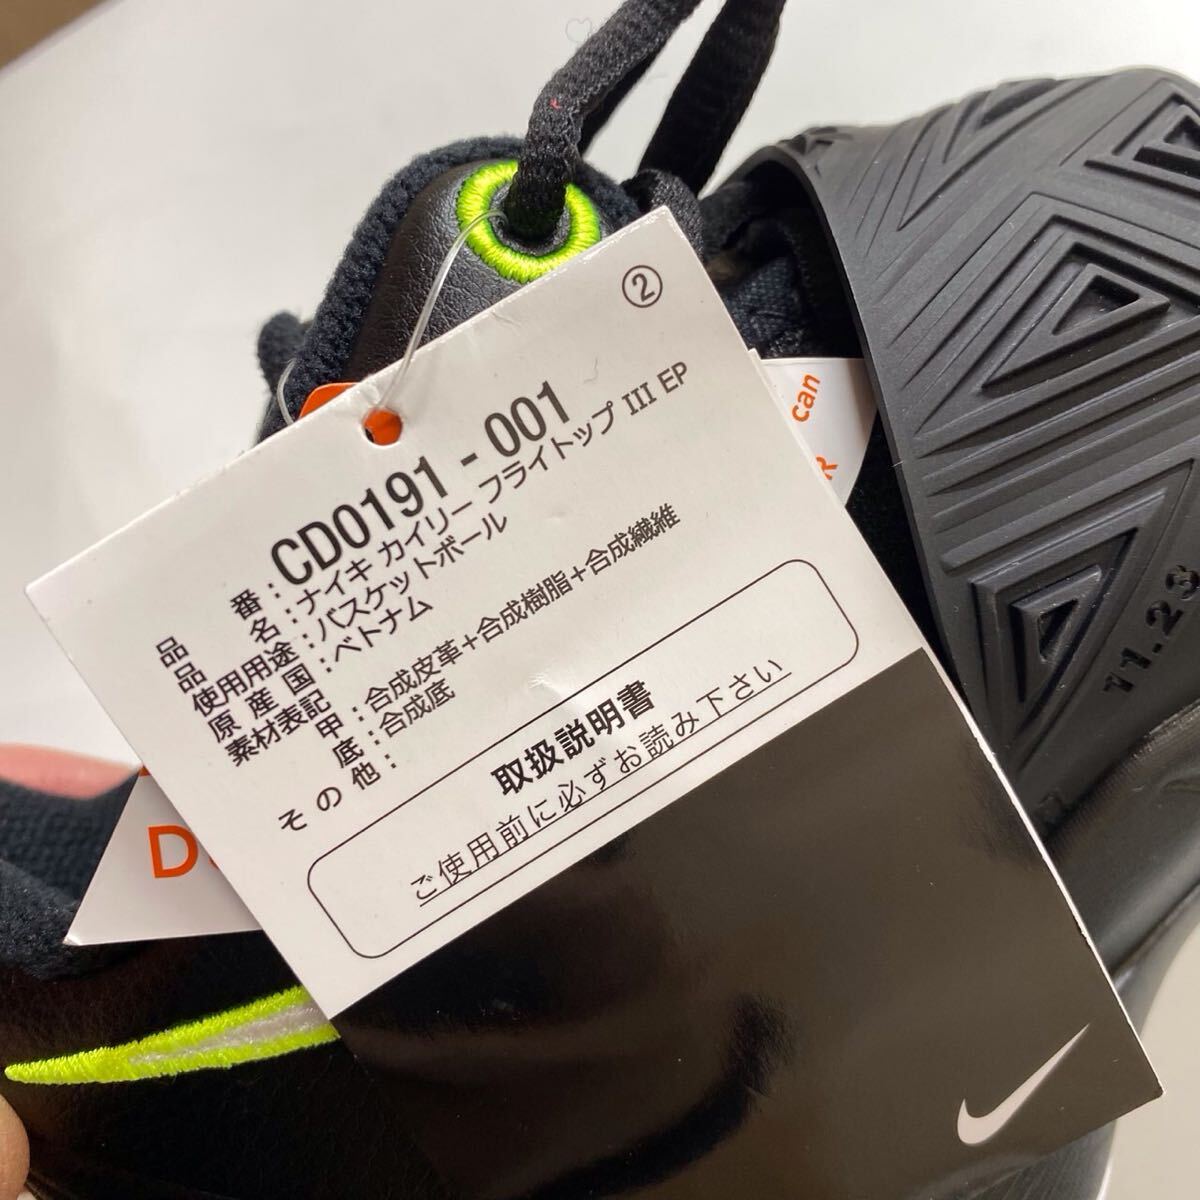 ②
品番：CD0191 - 001
品名：ナイキ カイリー フライトップ III EP
使用用途：バスケットボール
原産国：ベトナム
素材表記
甲：合成皮革＋合成樹脂＋合成繊維
底：合成底
その他：
取扱説明書
ご使用前に必ずお読み下さい
can
R
D
11.23